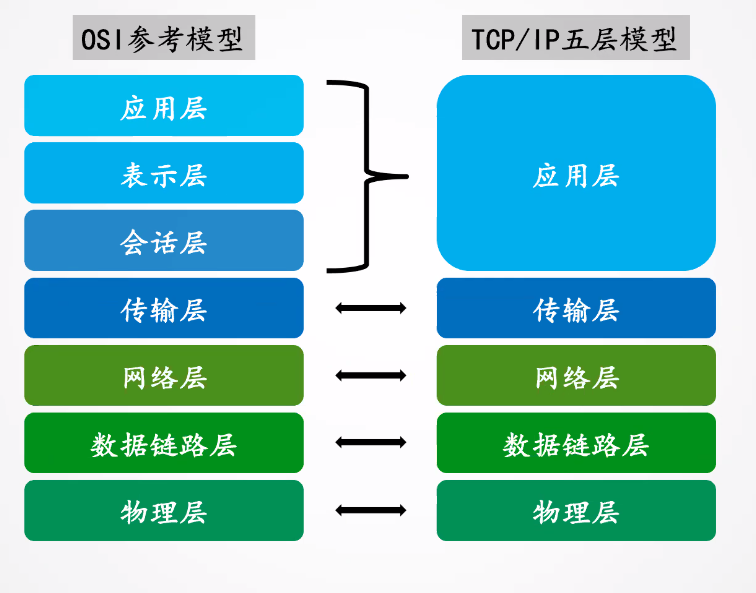 OSI参考模型
TCP/IP五层模型
应用层
表示层
会话层
传输层
网络层
数据链路层
物理层
应用层
传输层
网络层
数据链路层
物理层